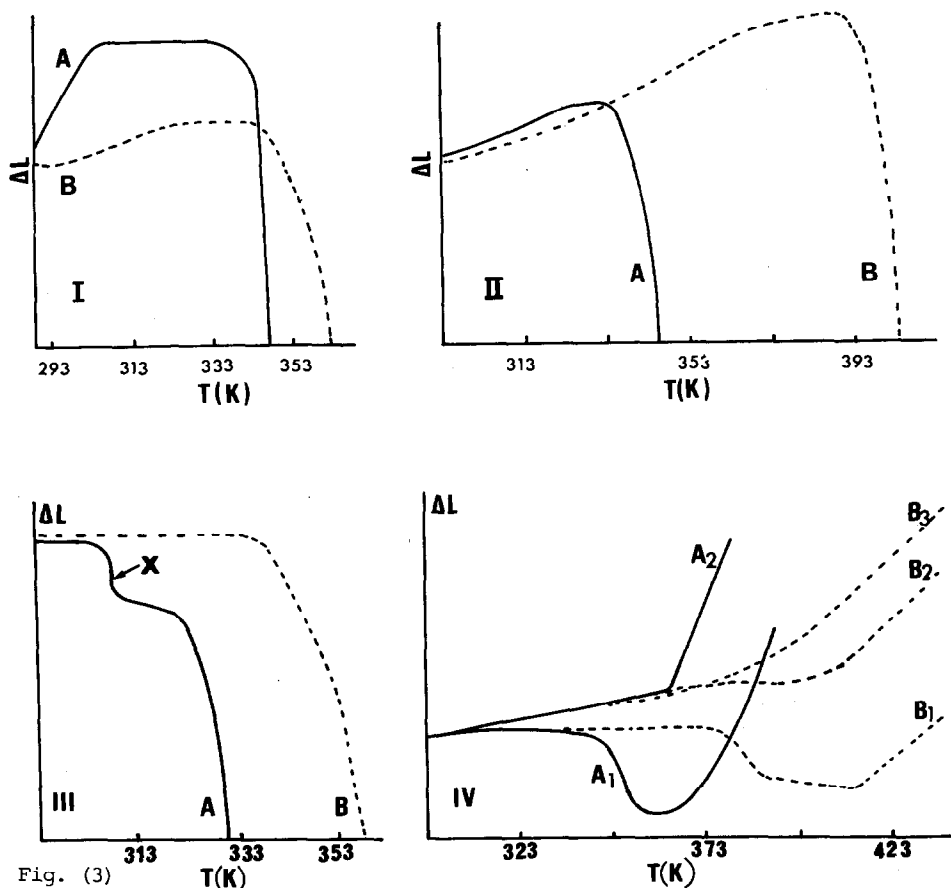 A
B
ΔL
I
293 313 333 353
T(K)
ΔL
A
B
II
313 353 393
T(K)
ΔL
X
III
A
B
313 333 353
T(K)
ΔL
B3
A2
B2
B1
A1
IV
323 373 423
T(K)
Fig. (3)